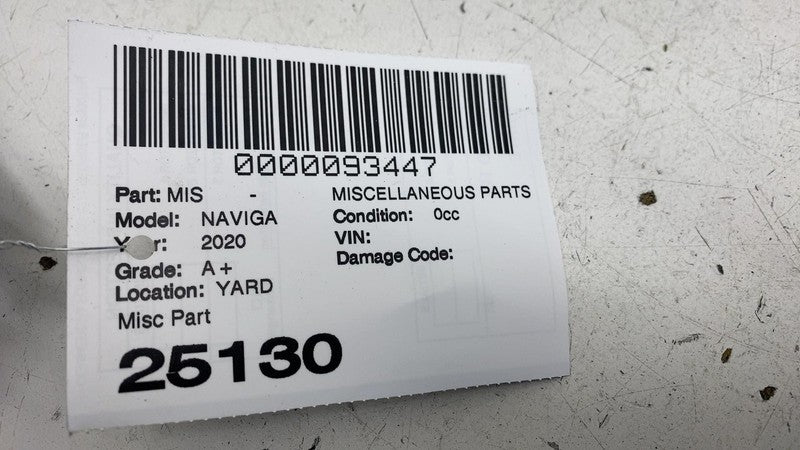 0000093447
Part: MIS - MISCELLANEOUS PARTS
Model: NAVIGA Condition: 0cc
Year: 2020 VIN:
Grade: A+ Damage Code:
Location: YARD
Misc Part
25130